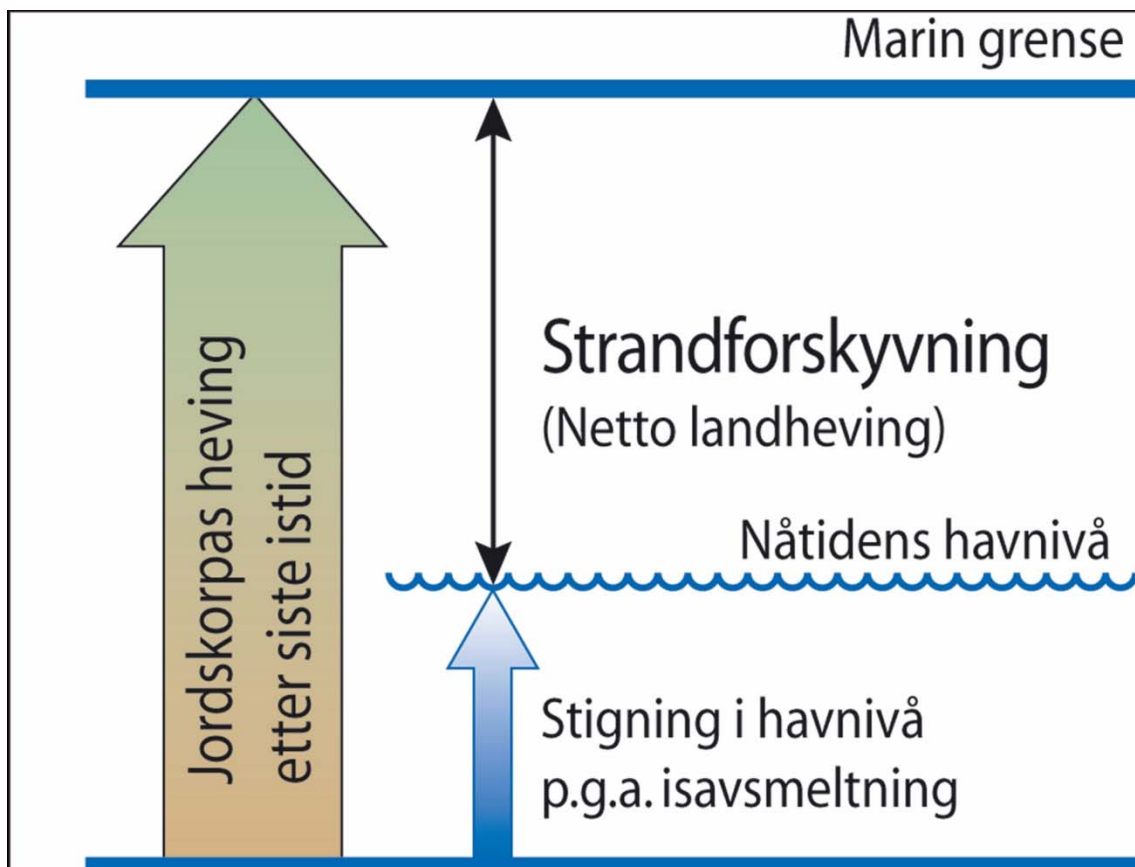 Marin grense
Jordskorpas heving
etter siste istid
Strandforskyvning
(Netto landheving)
Nåtidens havnivå
Stigning i havnivå
p.g.a. isavsmeltning